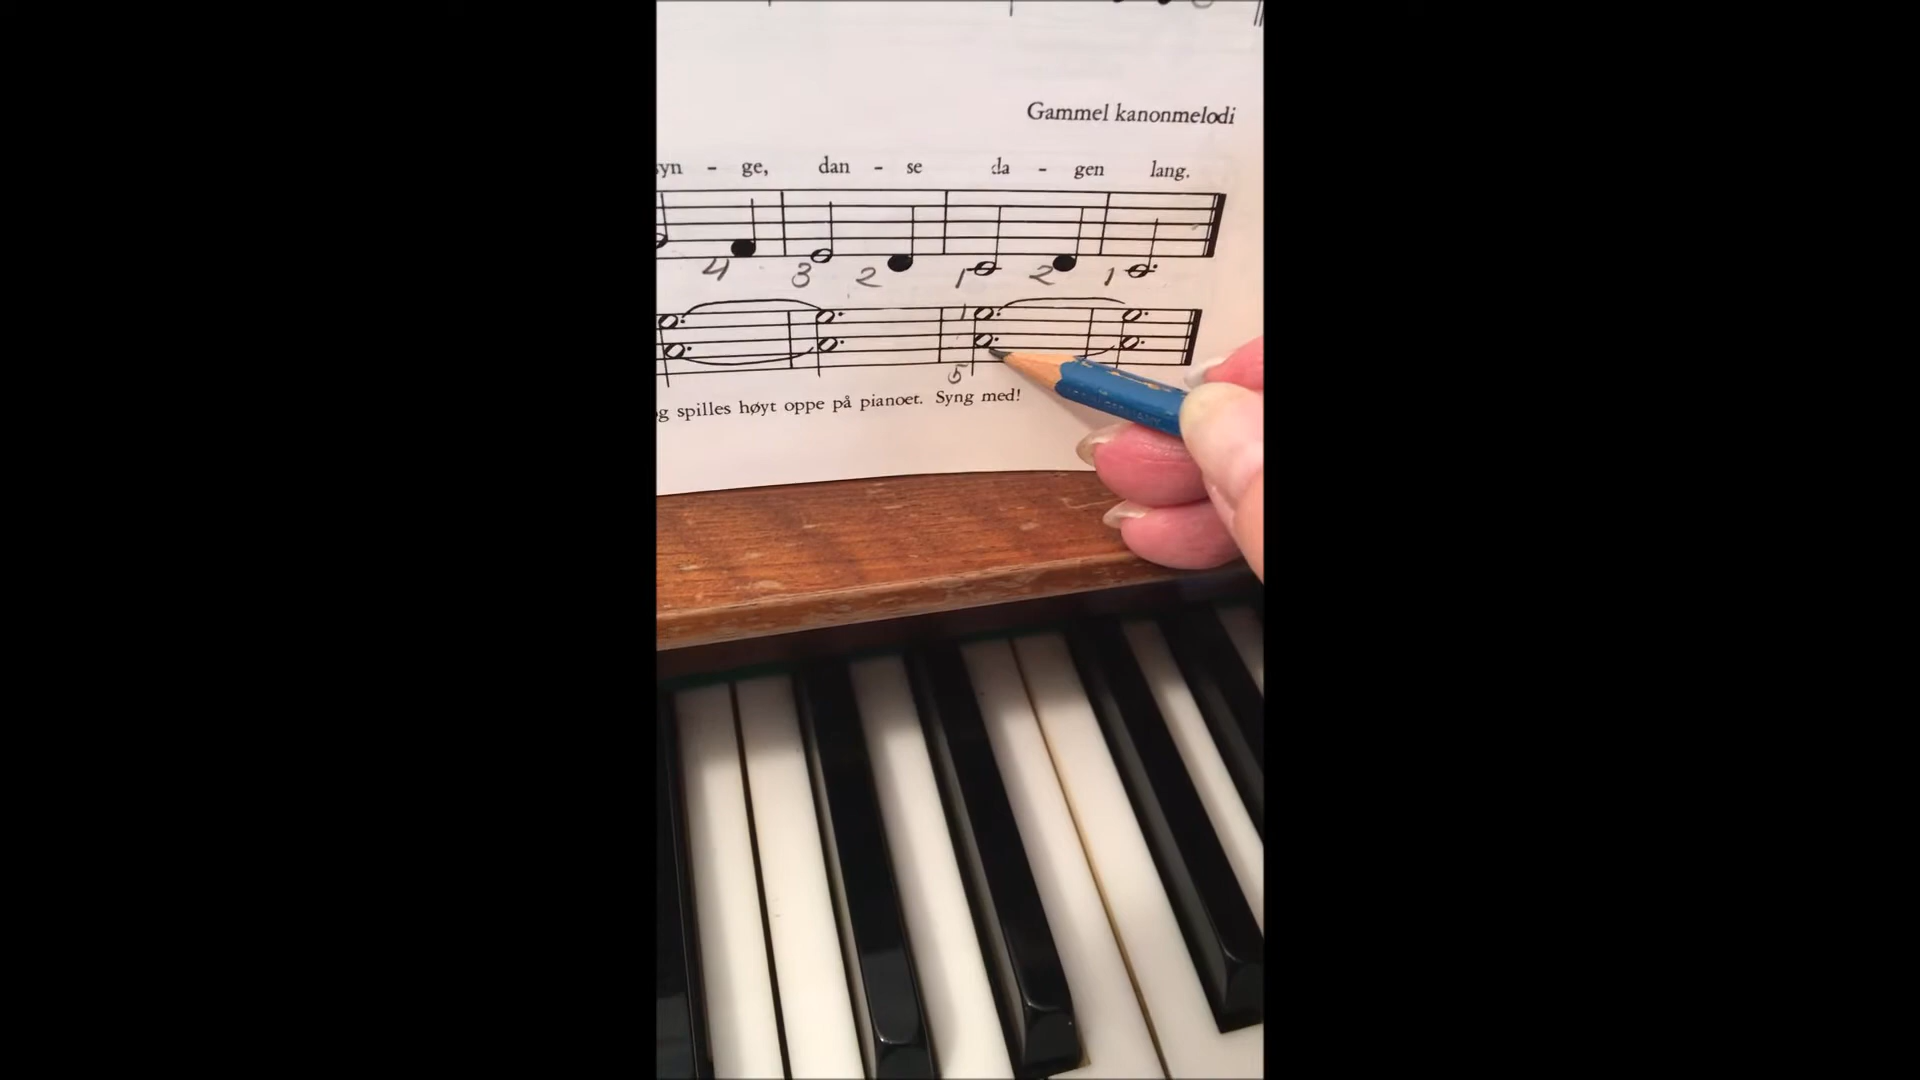 Gammel kanonmelodi
syn - ge, dan - se da - gen lang.
4 3 2 1 2 1
1
5
og spilles høyt oppe på pianoet. Syng med!